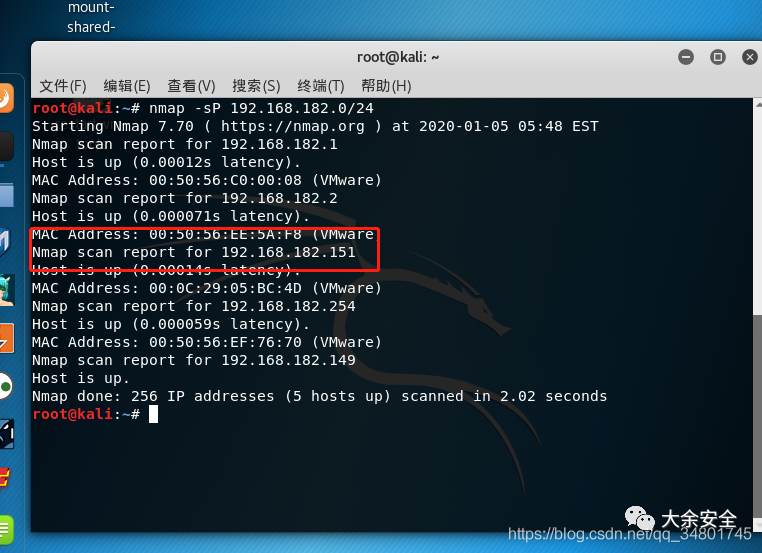 mount-
shared-
root@kali: ~
文件(F) 编辑(E) 查看(V) 搜索(S) 终端(T) 帮助(H)
root@kali:~# nmap -sP 192.168.182.0/24
Starting Nmap 7.70 ( https://nmap.org ) at 2020-01-05 05:48 EST
Nmap scan report for 192.168.182.1
Host is up (0.00012s latency).
MAC Address: 00:50:56:C0:00:08 (VMware)
Nmap scan report for 192.168.182.2
Host is up (0.000071s latency).
MAC Address: 00:50:56:EE:5A:F8 (VMware
Nmap scan report for 192.168.182.151
Host is up (0.00014s latency).
MAC Address: 00:0C:29:05:BC:4D (VMware)
Nmap scan report for 192.168.182.254
Host is up (0.000059s latency).
MAC Address: 00:50:56:EF:76:70 (VMware)
Nmap scan report for 192.168.182.149
Host is up.
Nmap done: 256 IP addresses (5 hosts up) scanned in 2.02 seconds
root@kali:~#
大余安全
https://blog.csdn.net/qq_34801745